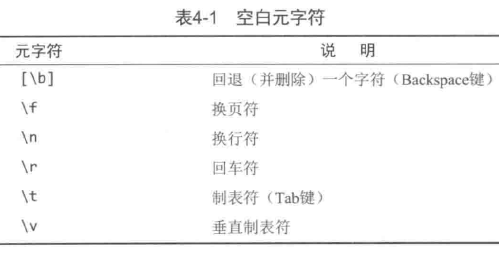 表4-1 空白元字符
元字符 说 明
[\b] 回退（并删除）一个字符（Backspace键）
\f 换页符
\n 换行符
\r 回车符
\t 制表符（Tab键）
\v 垂直制表符